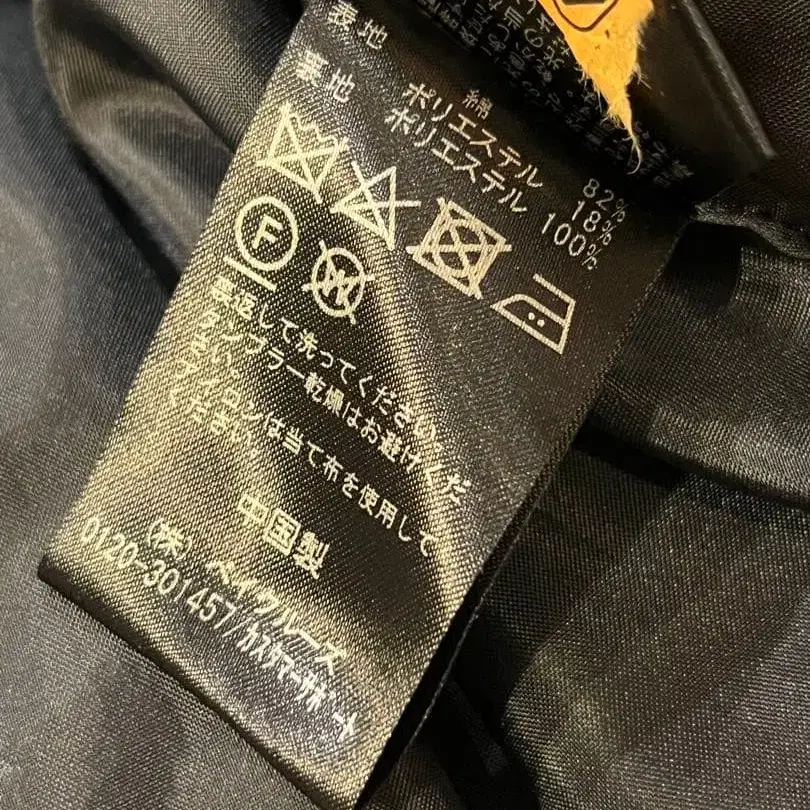 表地 綿 82%
ポリエステル 18%
裏地 ポリエステル 100%
F
W
裏返して洗ってください。
タンブラー乾燥はお避けくだ
さい。
アイロンは当て布を使用して
ください。
中国製
(株) ベイクルーズ
0120-301457/カスタマーサポート